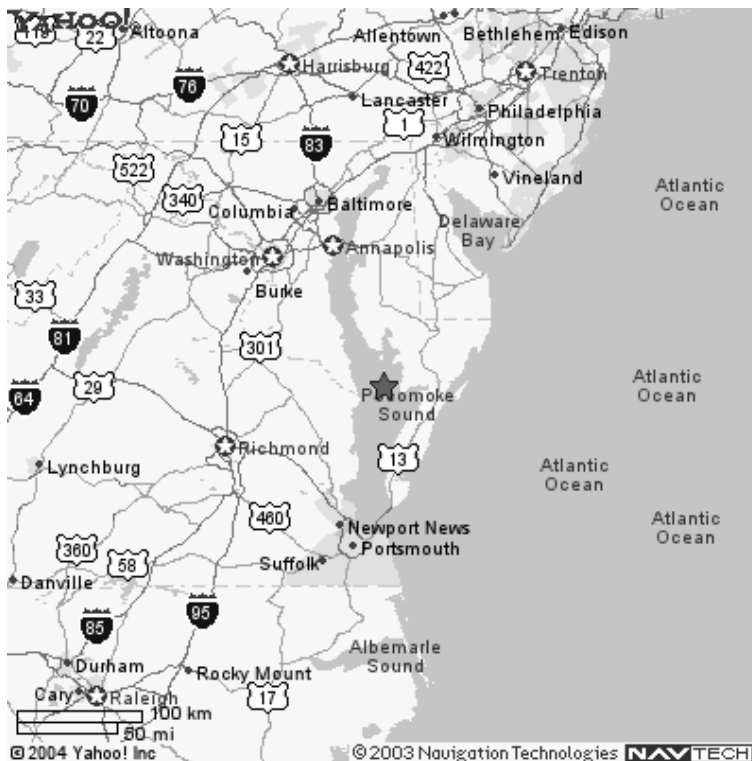 YAHOO!
119
22
Altoona
Allentown
Bethlehem
Edison
422
Harrisburg
Trenton
76
70
Lancaster
Philadelphia
1
15
83
Wilmington
522
Vineland
340
Columbia
Baltimore
Atlantic
Ocean
Delaware
Bay
Washington
Annapolis
Burke
33
81
301
29
64
Atlantic
Ocean
Sound
Richmond
13
Lynchburg
Atlantic
Ocean
460
Newport News
Atlantic
Ocean
360
58
Suffolk
Portsmouth
Danville
95
85
Albemarle
Sound
Durham
Rocky Mount
Cary
Raleigh
17
100 km
50 mi
© 2004 Yahoo! Inc
© 2003 Navigation Technologies NAVTECH